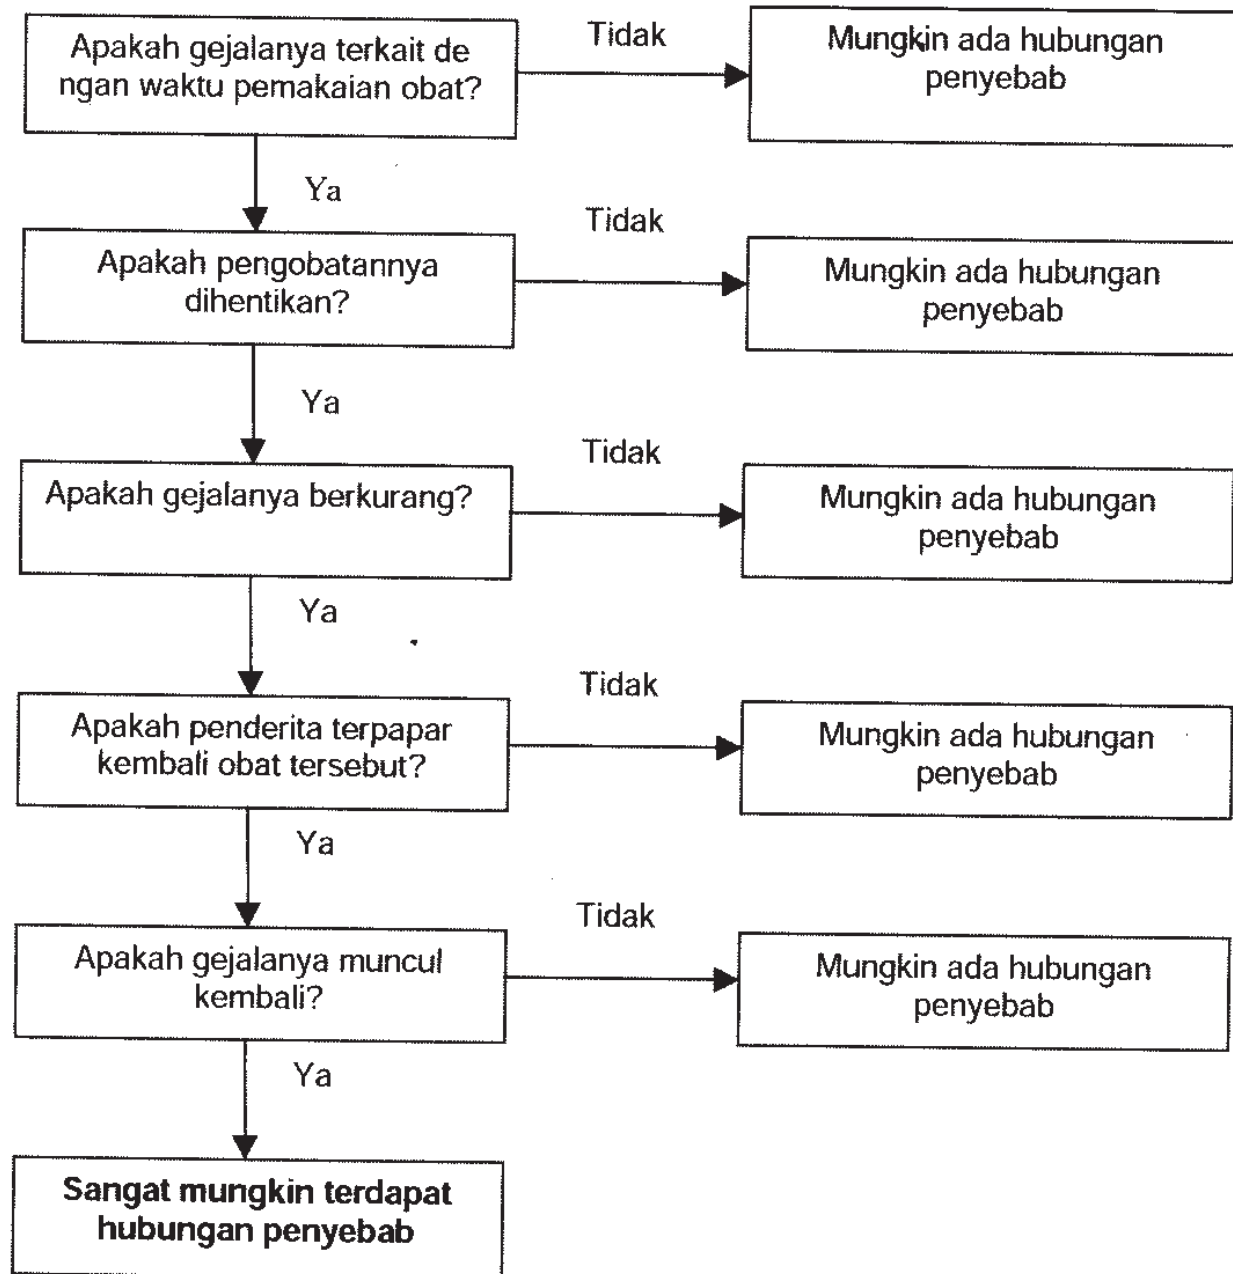 Apakah gejalanya terkait de
ngan waktu pemakaian obat?
Tidak
Mungkin ada hubungan
penyebab
Ya
Apakah pengobatannya
dihentikan?
Tidak
Mungkin ada hubungan
penyebab
Ya
Apakah gejalanya berkurang?
Tidak
Mungkin ada hubungan
penyebab
Ya
Apakah penderita terpapar
kembali obat tersebut?
Tidak
Mungkin ada hubungan
penyebab
Ya
Apakah gejalanya muncul
kembali?
Tidak
Mungkin ada hubungan
penyebab
Ya
Sangat mungkin terdapat
hubungan penyebab